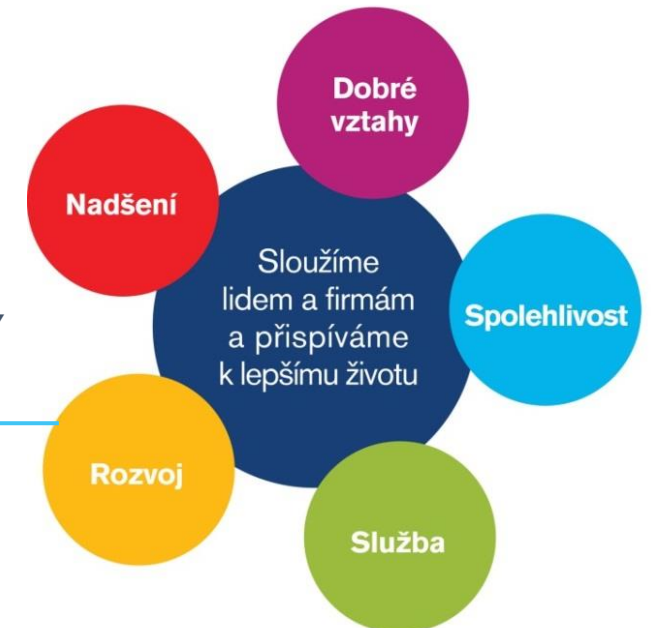 Dobré
vztahy
Nadšení
Sloužíme
lidem a firmám
a přispíváme
k lepšímu životu
Spolehlivost
Rozvoj
Služba